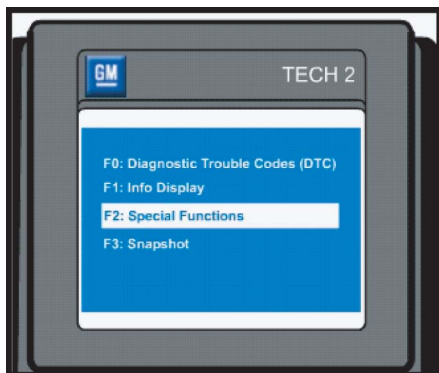 GM
TECH 2
F0: Diagnostic Trouble Codes (DTC)
F1: Info Display
F2: Special Functions
F3: Snapshot